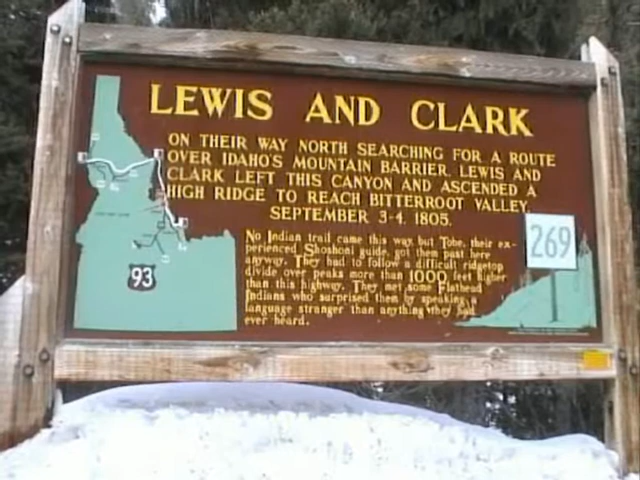 LEWIS AND CLARK
ON THEIR WAY NORTH SEARCHING FOR A ROUTE
OVER IDAHO'S MOUNTAIN BARRIER, LEWIS AND
CLARK LEFT THIS CANYON AND ASCENDED A
HIGH RIDGE TO REACH BITTERROOT VALLEY,
SEPTEMBER 3-4, 1805.
No Indian trail came this way, but Tobe, their ex-
perienced Shoshoni guide, got them past here
anyway. They had to follow a difficult ridgetop
divide over peaks more than 1000 feet higher
than this highway. They met some Flathead
Indians who surprised them by speaking a
language stranger than anything they had
ever heard.
269
93